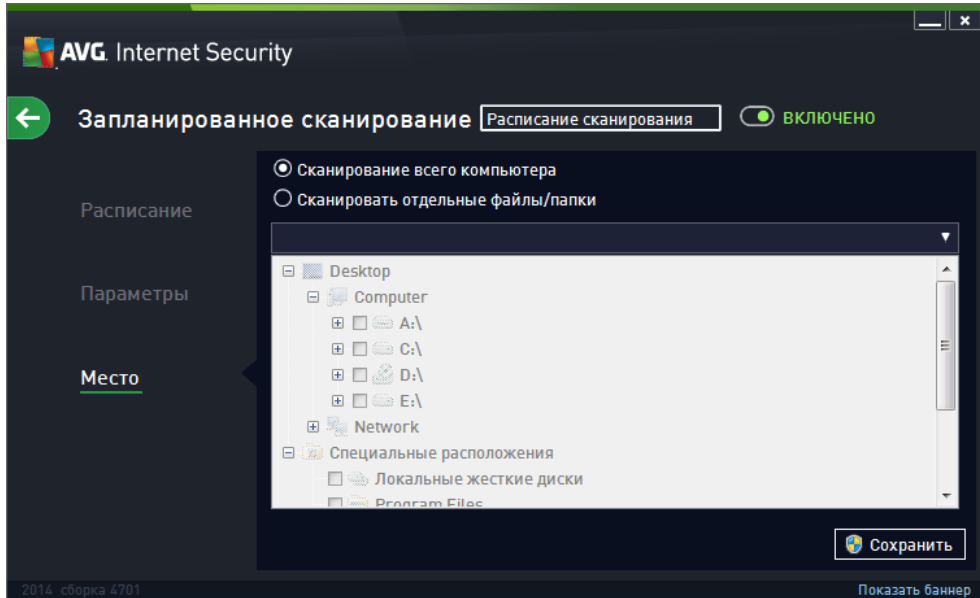 AVG. Internet Security
Запланированное сканирование Расписание сканирования ВКЛЮЧЕНО
Расписание
Параметры
Место
Сканирование всего компьютера
Сканировать отдельные файлы/папки
Desktop
Computer
A:\
C:\
D:\
E:\
Network
Специальные расположения
Локальные жесткие диски
Program Files
Сохранить
2014 сборка 4701
Показать баннер